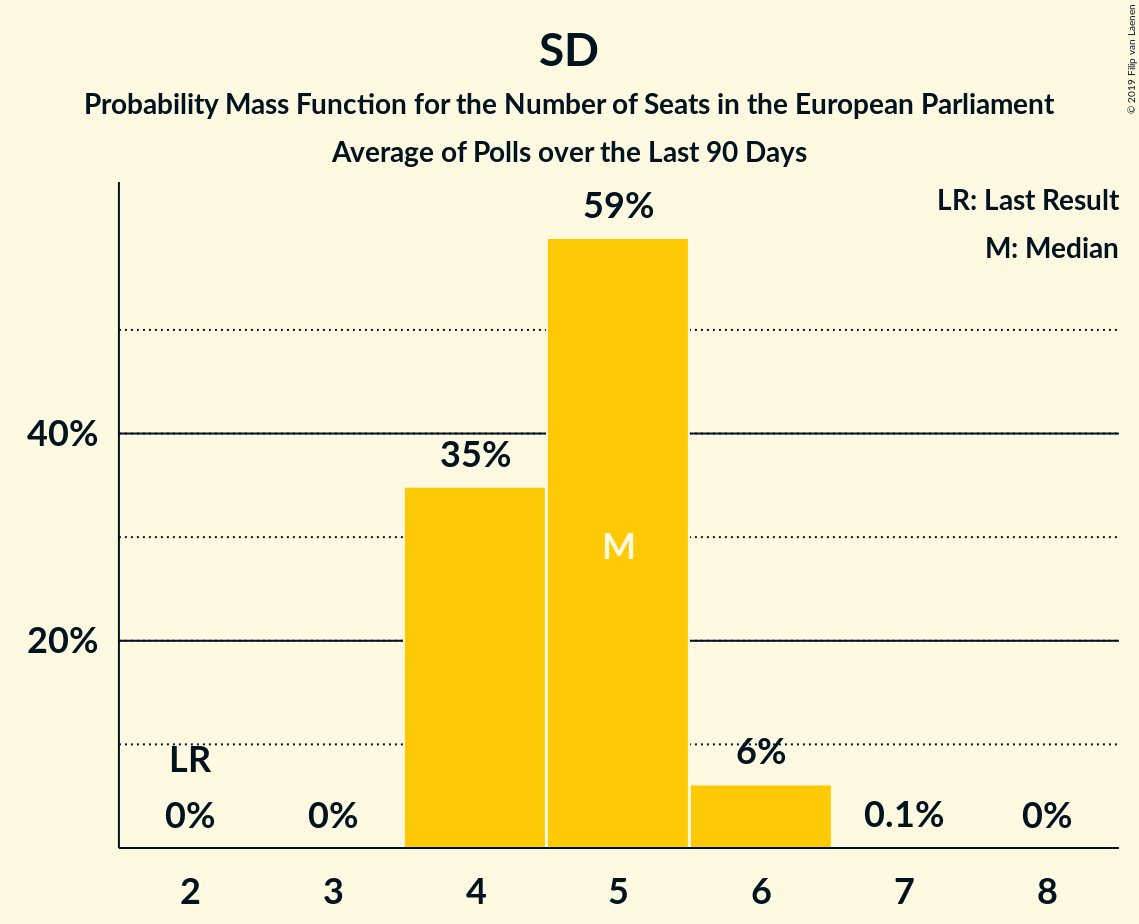 SD
Probability Mass Function for the Number of Seats in the European Parliament
Average of Polls over the Last 90 Days
© 2019 Filip van Laenen
LR: Last Result
M: Median
59%
40%
35%
M
20%
LR
6%
0%
0%
0.1%
0%
2
3
4
5
6
7
8